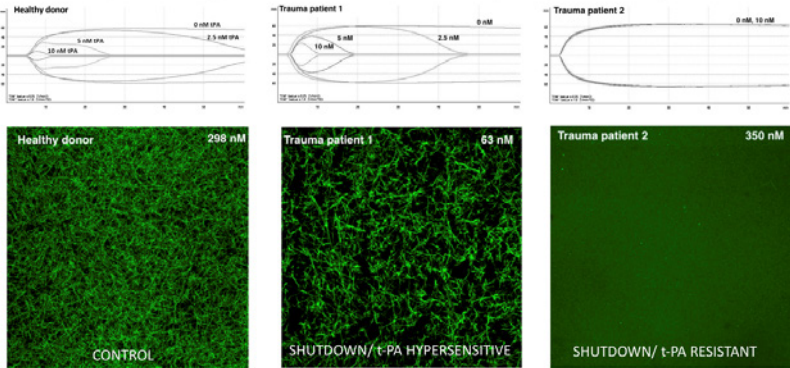 Healthy donor
0 nM tPA
2.5 nM tPA
5 nM tPA
10 nM tPA
Trauma patient 1
0 nM
5 nM
2.5 nM
10 nM
Trauma patient 2
0 nM, 10 nM
Healthy donor 298 nM
CONTROL
Trauma patient 1 63 nM
SHUTDOWN/ t-PA HYPERSENSITIVE
Trauma patient 2 350 nM
SHUTDOWN/ t-PA RESISTANT